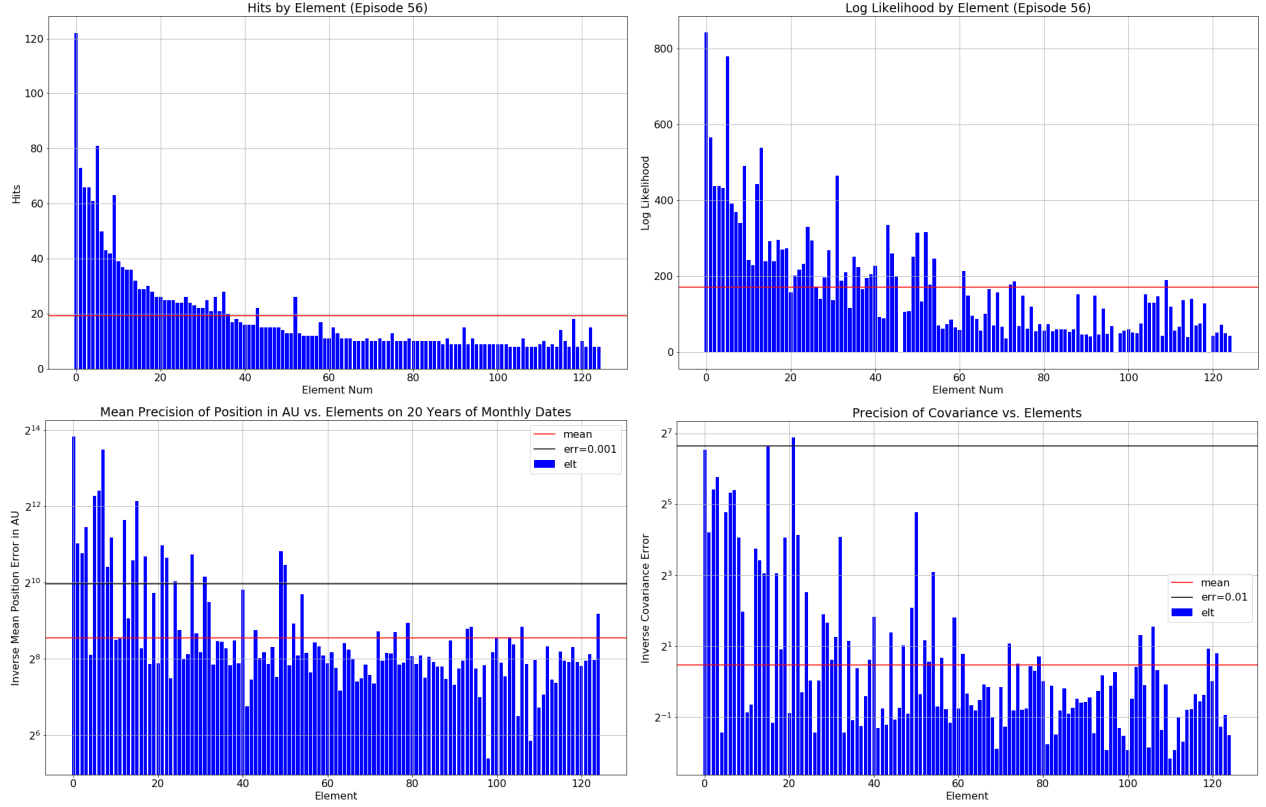 Hits by Element (Episode 56)
Hits
120
100
80
60
40
20
0
0 20 40 60 80 100 120
Element Num
Log Likelihood by Element (Episode 56)
Log Likelihood
800
600
400
200
0
0 20 40 60 80 100 120
Element Num
Mean Precision of Position in AU vs. Elements on 20 Years of Monthly Dates
Inverse Mean Position Error in AU
2^14
2^12
2^10
2^8
2^6
mean
err=0.001
elt
0 20 40 60 80 100 120
Element
Precision of Covariance vs. Elements
Inverse Covariance Error
2^7
2^5
2^3
2^1
2^−1
mean
err=0.01
elt
0 20 40 60 80 100 120
Element